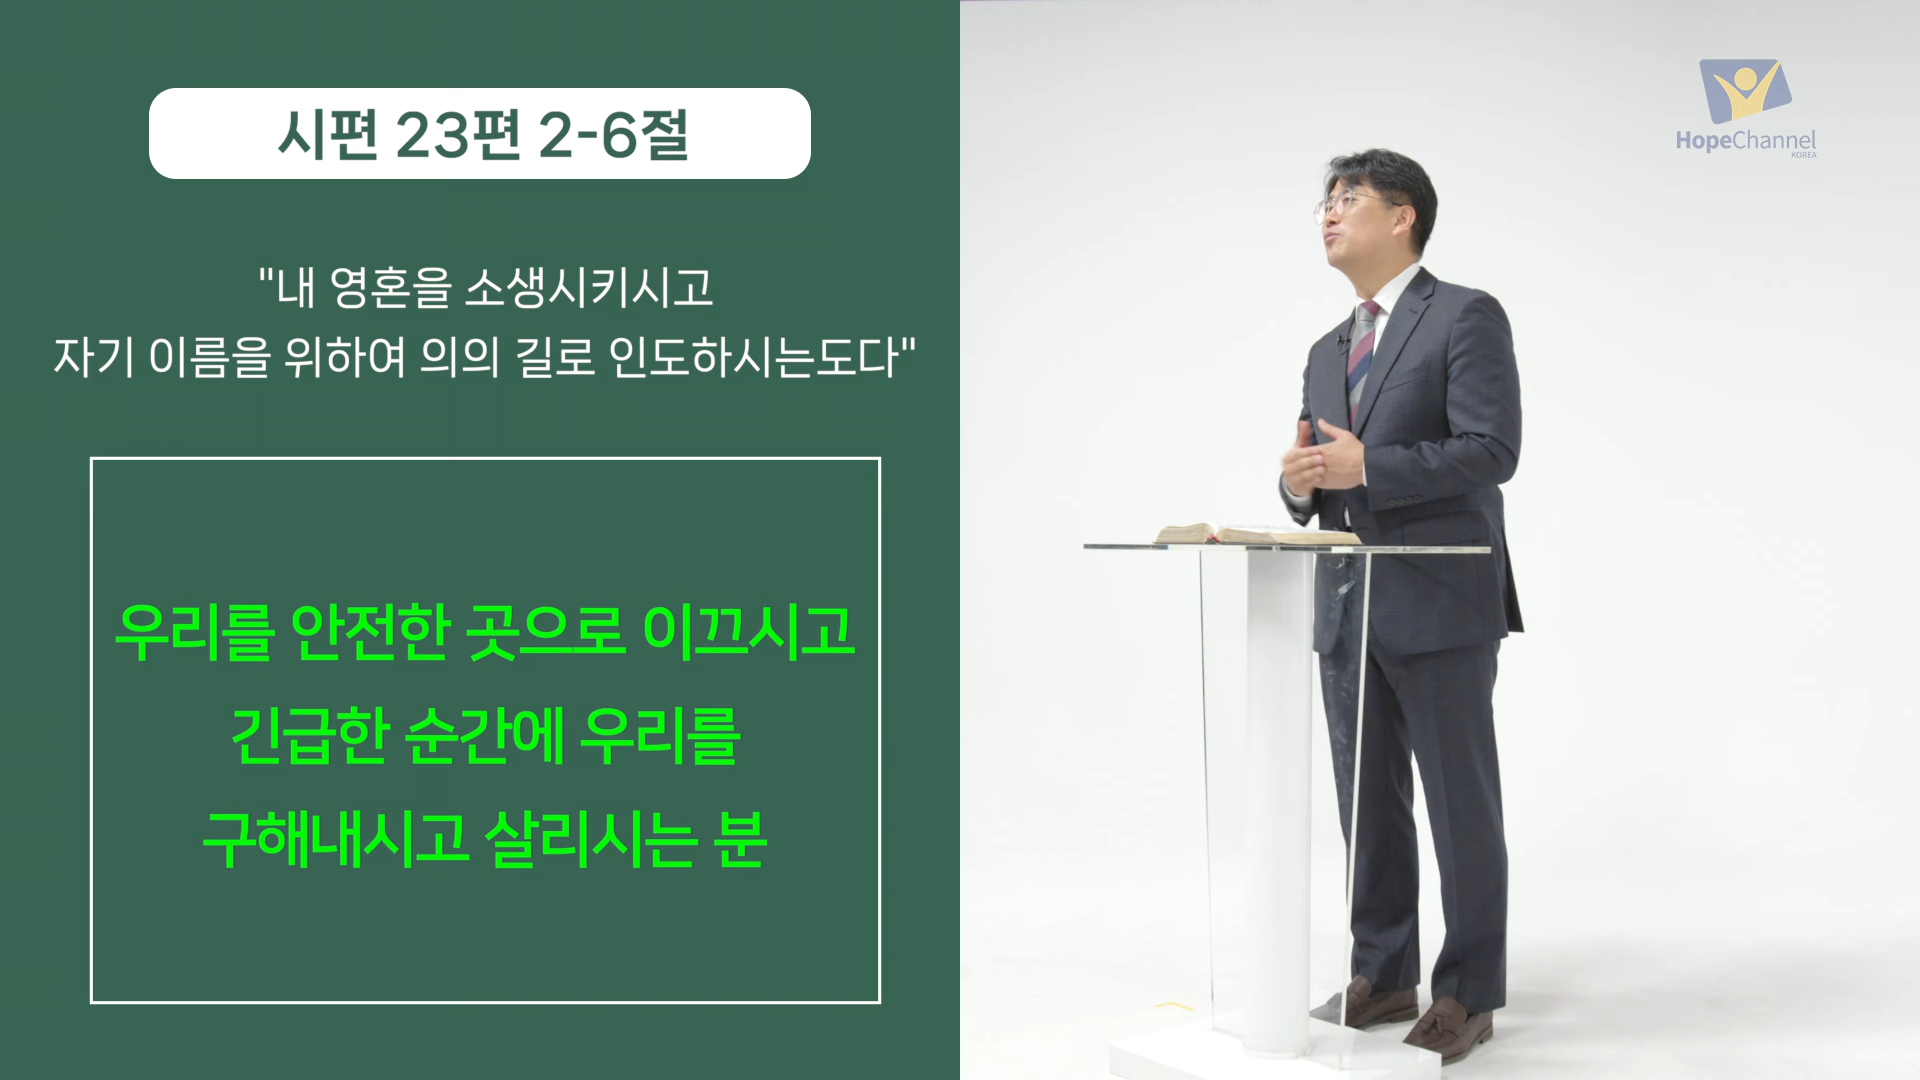 시편 23편 2-6절
"내 영혼을 소생시키시고
자기 이름을 위하여 의의 길로 인도하시는도다"
우리를 안전한 곳으로 이끄시고
긴급한 순간에 우리를
구해내시고 살리시는 분
HopeChannel
KOREA